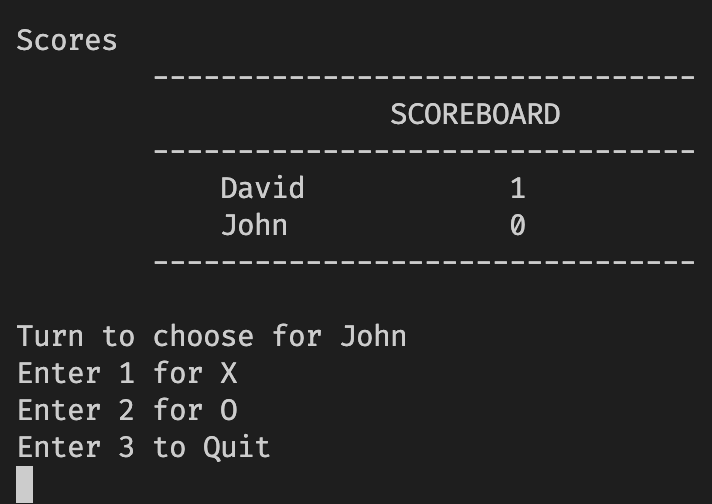 Scores
--------------------------------
SCOREBOARD
--------------------------------
David 1
John 0
--------------------------------
Turn to choose for John
Enter 1 for X
Enter 2 for O
Enter 3 to Quit